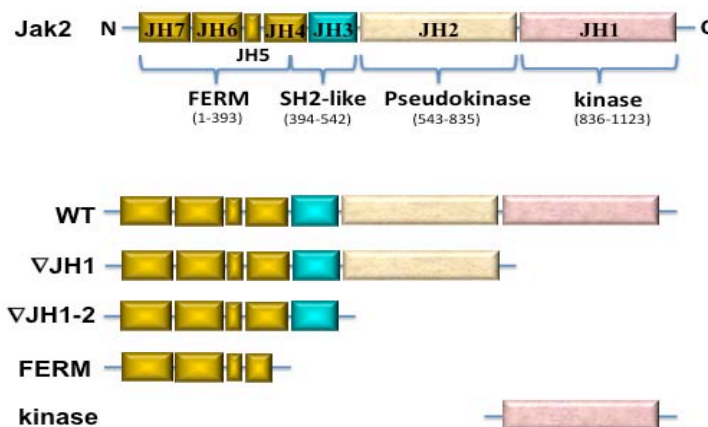 Jak2 N JH7 JH6 JH4 JH3 JH2 JH1 C
JH5
FERM SH2-like Pseudokinase kinase
(1-393) (394-542) (543-835) (836-1123)
WT
∇JH1
∇JH1-2
FERM
kinase